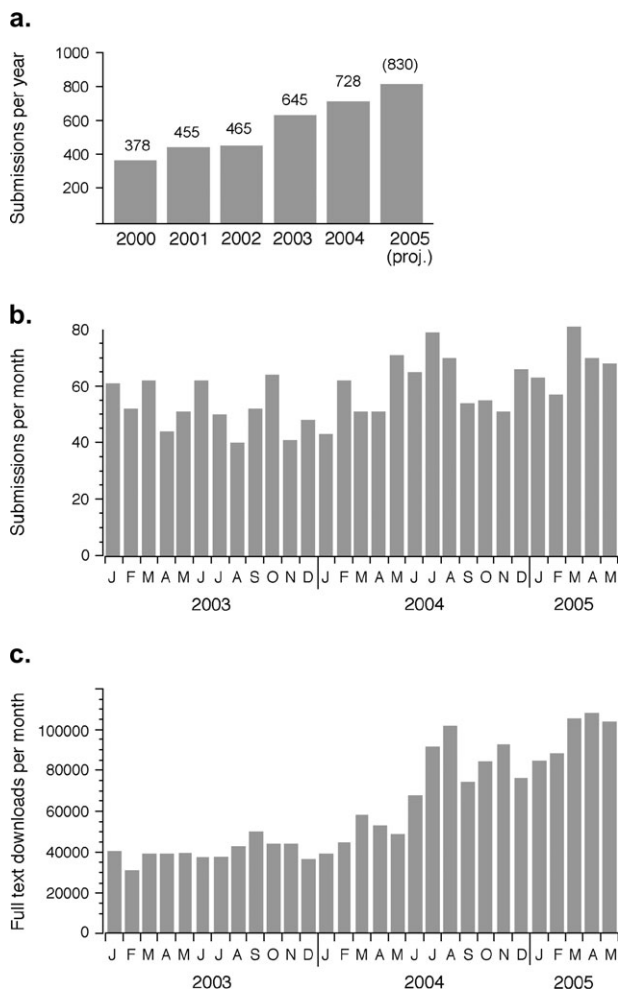 a.
Submissions per year
1000
800
600
400
200
378
455
465
645
728
(830)
2000 2001 2002 2003 2004 2005
(proj.)
b.
Submissions per month
80
60
40
20
0
J F M A M J J A S O N D J F M A M J J A S O N D J F M A M
2003 2004 2005
c.
Full text downloads per month
100000
80000
60000
40000
20000
0
J F M A M J J A S O N D J F M A M J J A S O N D J F M A M
2003 2004 2005